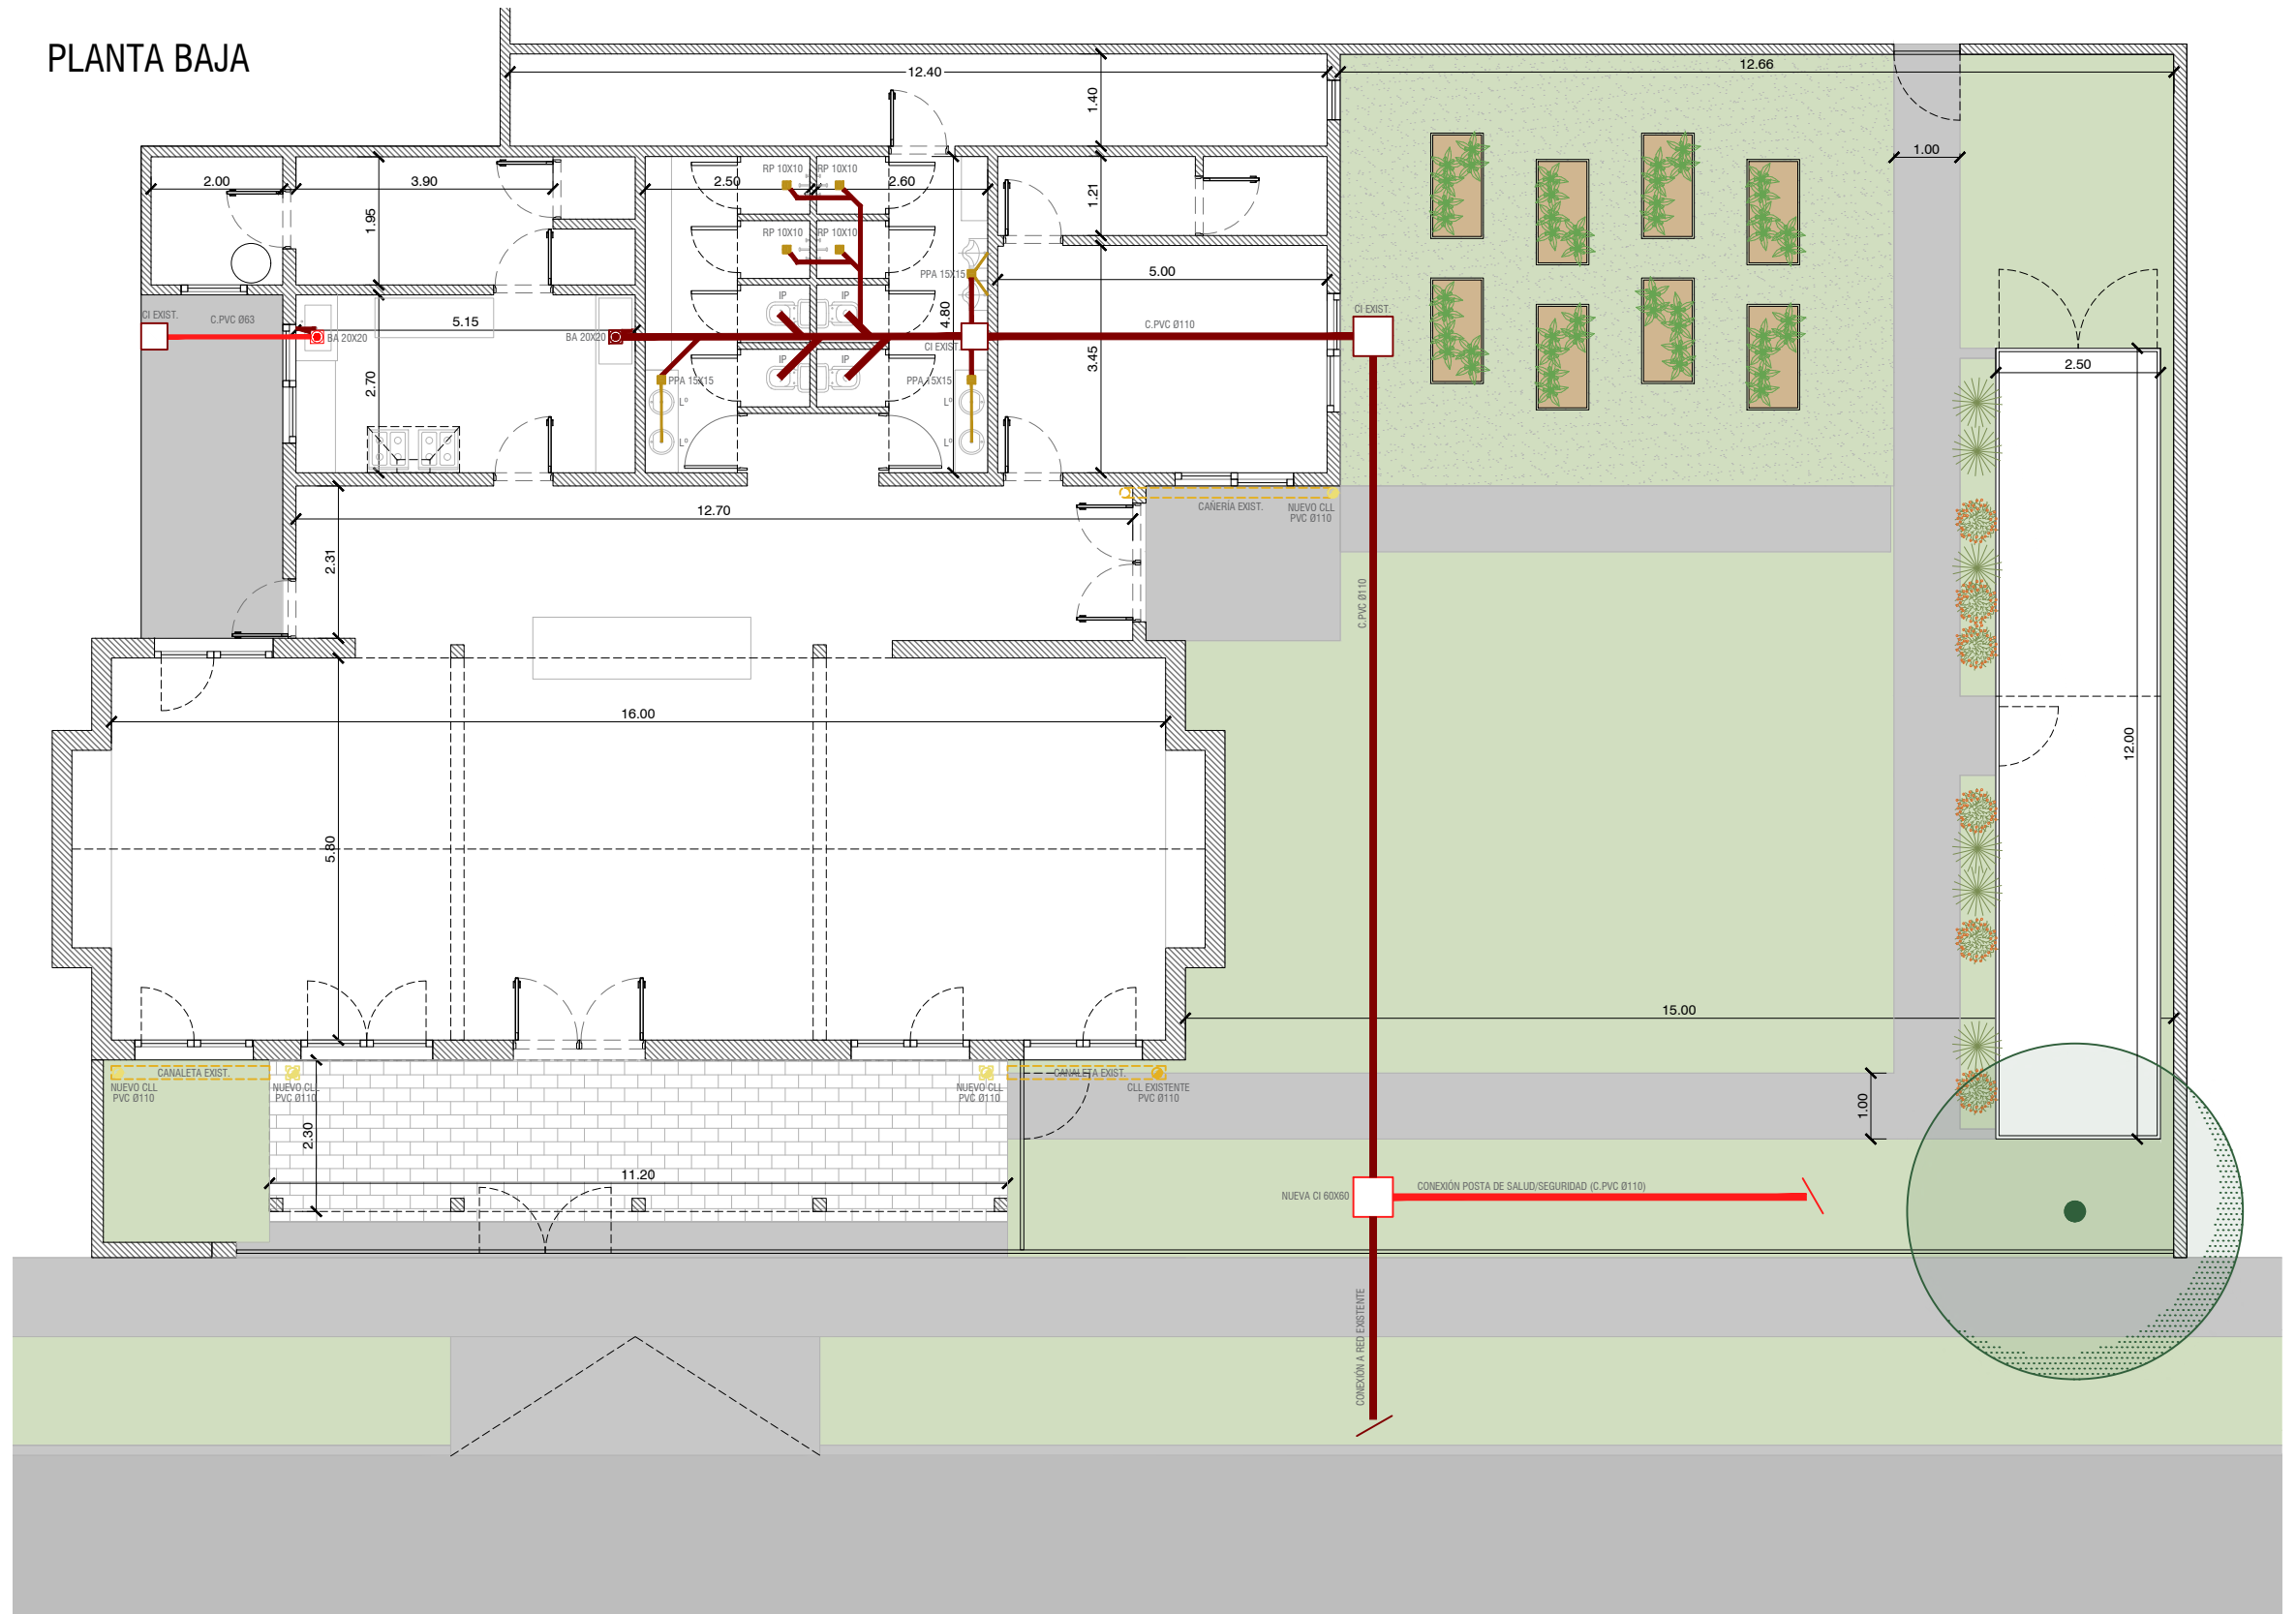 PLANTA BAJA
12.40
12.66
1.40
1.00
2.00
3.90
2.50
2.60
RP 10X10
RP 10X10
1.95
1.21
RP 10X10
RP 10X10
PPA 15X15
5.00
CI EXIST.
C.PVC Ø63
5.15
BA 20X20
BA 20X20
IP
IP
4.80
CI EXIST.
C.PVC Ø110
CI EXIST.
3.45
2.50
IP
IP
2.70
PPA 15X15
PPA 15X15
Lº
Lº
Lº
Lº
12.70
CAÑERÍA EXIST.
NUEVO CLL
PVC Ø110
2.31
C.PVC Ø110
16.00
12.00
5.80
15.00
CANALETA EXIST.
CANALETA EXIST.
NUEVO CLL
PVC Ø110
NUEVO CLL
PVC Ø110
NUEVO CLL
PVC Ø110
CLL EXISTENTE
PVC Ø110
1.00
2.30
11.20
NUEVA CI 60X60
CONEXIÓN POSTA DE SALUD/SEGURIDAD (C.PVC Ø110)
CONEXIÓN A RED EXISTENTE